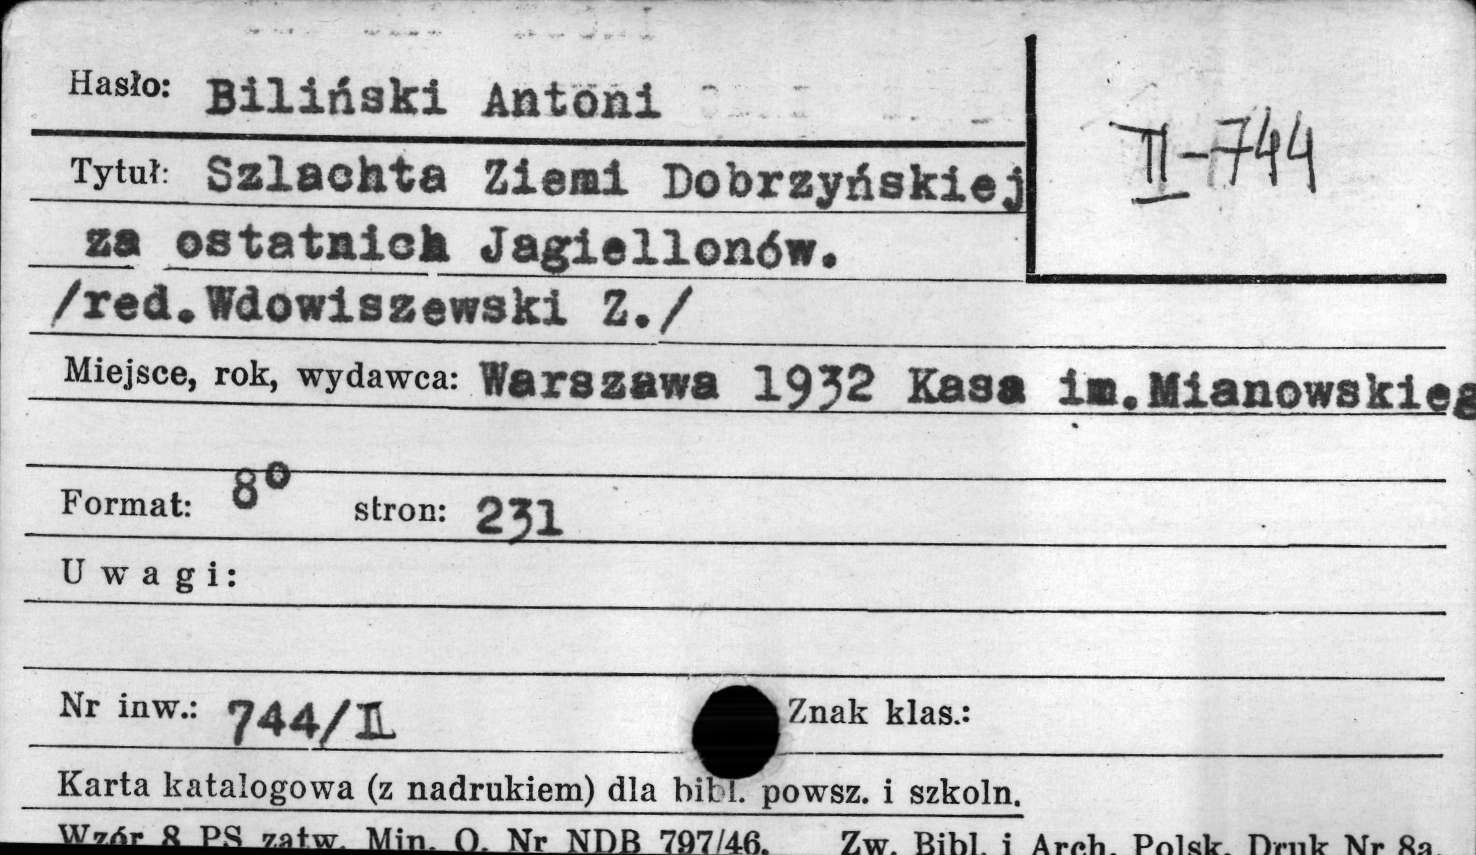 Hasło: Biliński Antoni
II-744
Tytuł: Szlachta Ziemi Dobrzyńskiej
za ostatnich Jagiellonów.
/red.Wdowiszewski Z./
Miejsce, rok, wydawca: Warszawa 1932 Kasa im.Mianowskieg
Format: 8° stron: 231
Uwagi:
Nr inw.: 744/II
Znak klas.:
Karta katalogowa (z nadrukiem) dla bibl. powsz. i szkoln.
Wzór 8 PS zatw. Min. O. Nr NDB 797/46. Zw. Bibl. i Arch. Polsk. Druk Nr 8a.